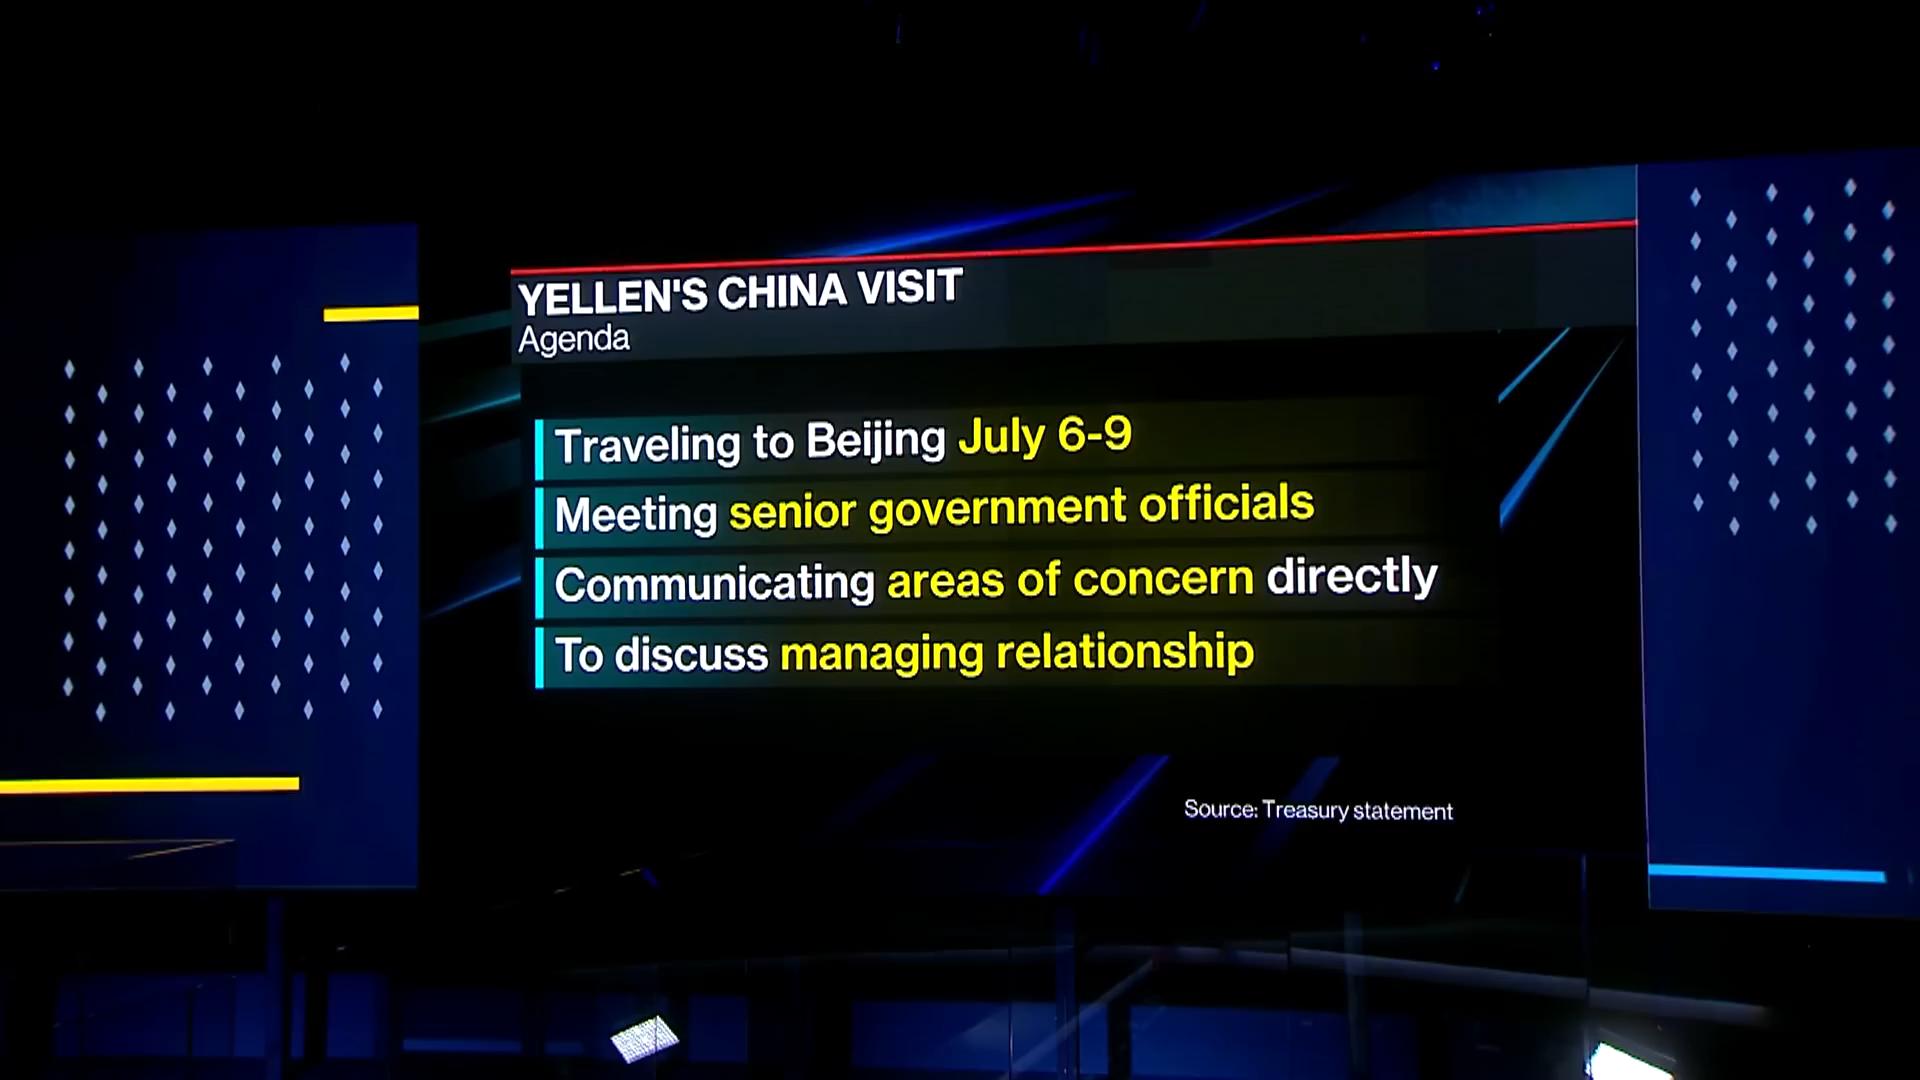 YELLEN'S CHINA VISIT
Agenda
Traveling to Beijing July 6-9
Meeting senior government officials
Communicating areas of concern directly
To discuss managing relationship
Source: Treasury statement